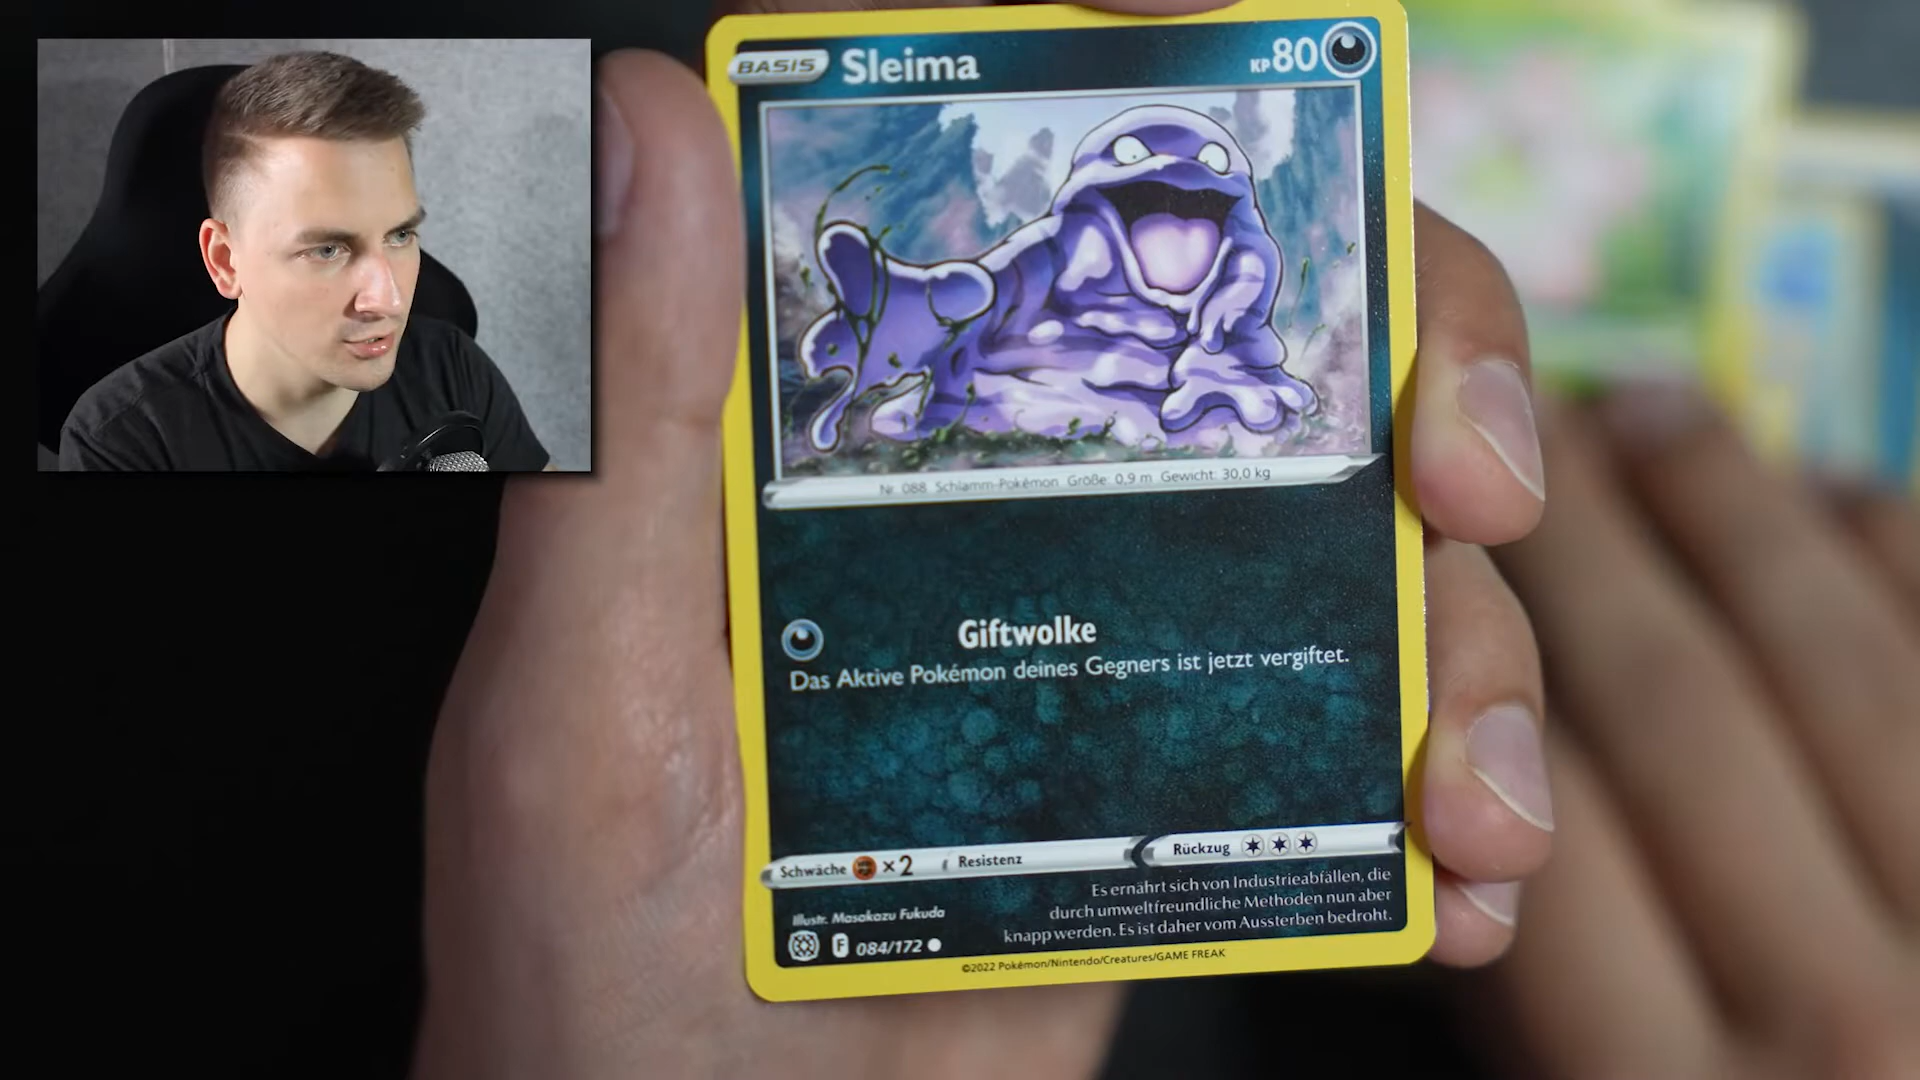 BASIS Sleima KP 80
Nr. 088 Schlamm-Pokémon Größe: 0,9 m Gewicht: 30,0 kg
Giftwolke
Das Aktive Pokémon deines Gegners ist jetzt vergiftet.
Schwäche ×2 Resistenz Rückzug
Es ernährt sich von Industrieabfällen, die
durch umweltfreundliche Methoden nun aber
knapp werden. Es ist daher vom Aussterben bedroht.
Illustr. Masakazu Fukuda
F 084/172
©2022 Pokémon/Nintendo/Creatures/GAME FREAK